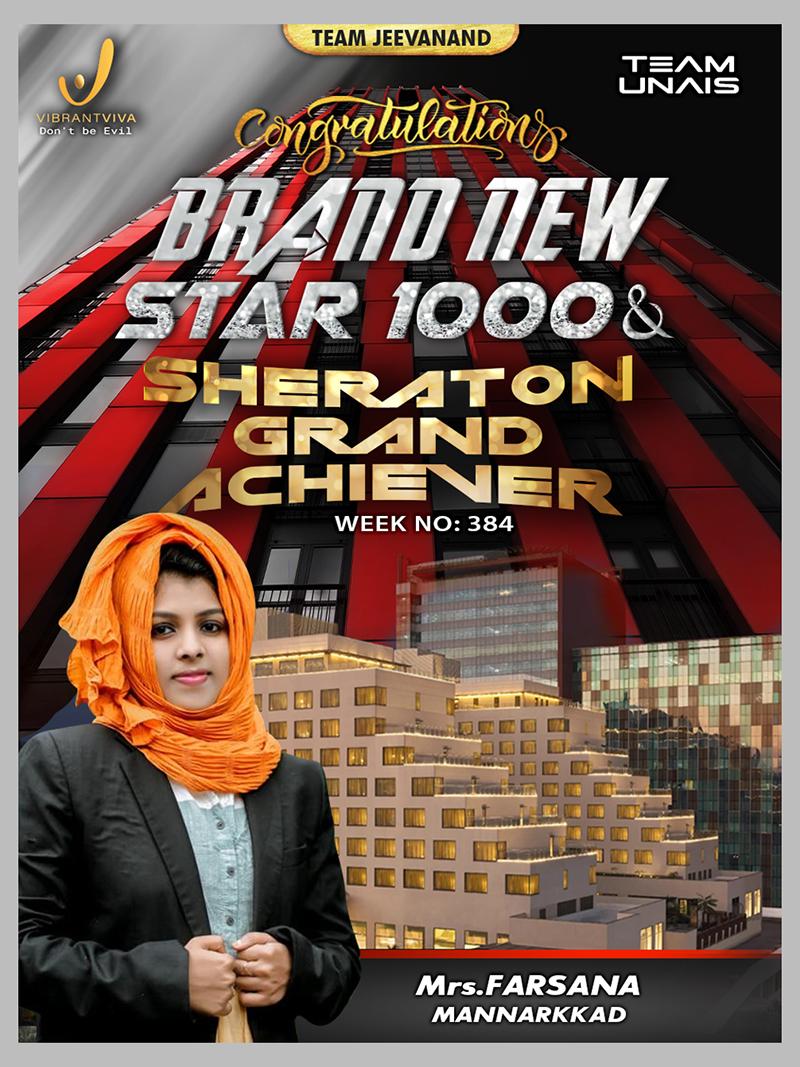 TEAM JEEVANAND
VIBRANTVIVA
Don't be Evil
TEAM
UNAIS
Congratulations
BRAND NEW
STAR 1000 &
SHERATON
GRAND
ACHIEVER
WEEK NO: 384
Mrs.FARSANA
MANNARKKAD